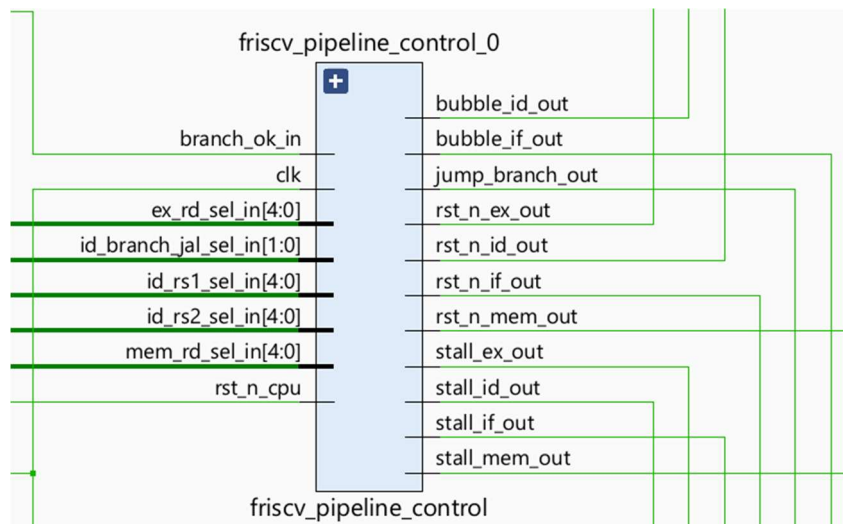 friscv_pipeline_control_0
bubble_id_out
branch_ok_in
bubble_if_out
clk
jump_branch_out
ex_rd_sel_in[4:0]
rst_n_ex_out
id_branch_jal_sel_in[1:0]
rst_n_id_out
id_rs1_sel_in[4:0]
rst_n_if_out
id_rs2_sel_in[4:0]
rst_n_mem_out
mem_rd_sel_in[4:0]
stall_ex_out
rst_n_cpu
stall_id_out
stall_if_out
stall_mem_out
friscv_pipeline_control